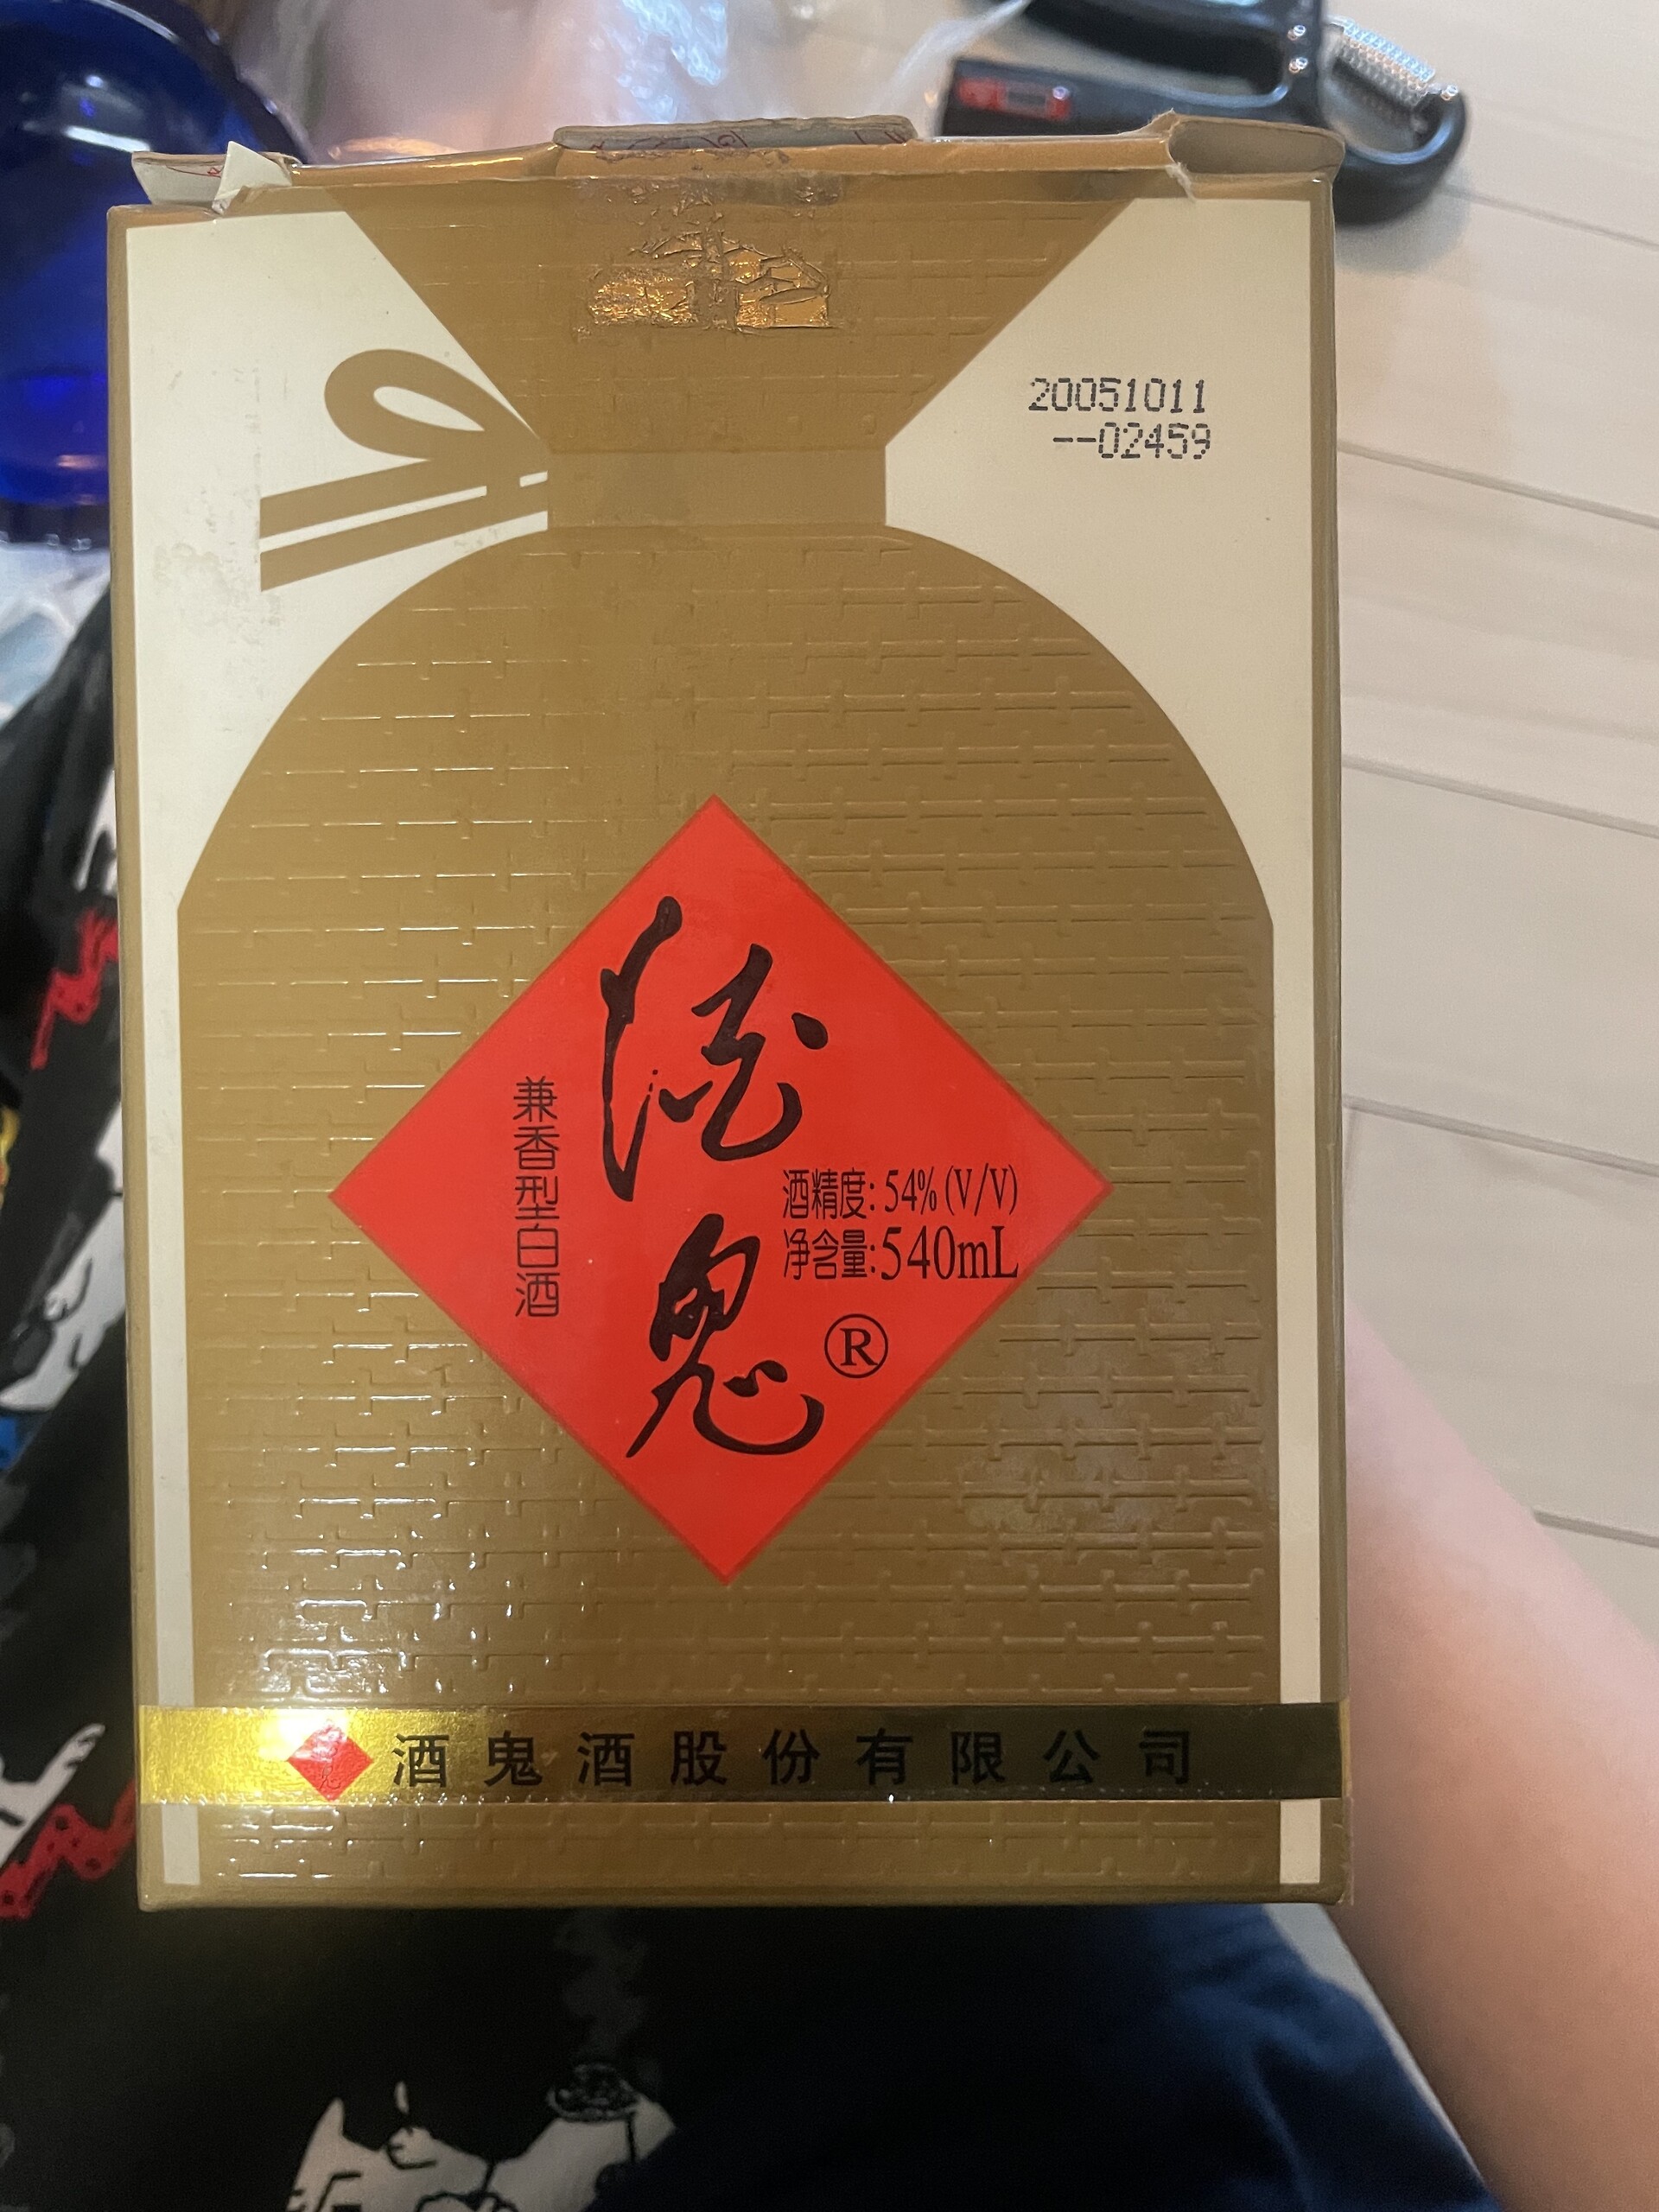 20051011
--02459
酒鬼
兼香型白酒
酒精度:54%(V/V)
净含量:540mL
®
酒鬼酒股份有限公司